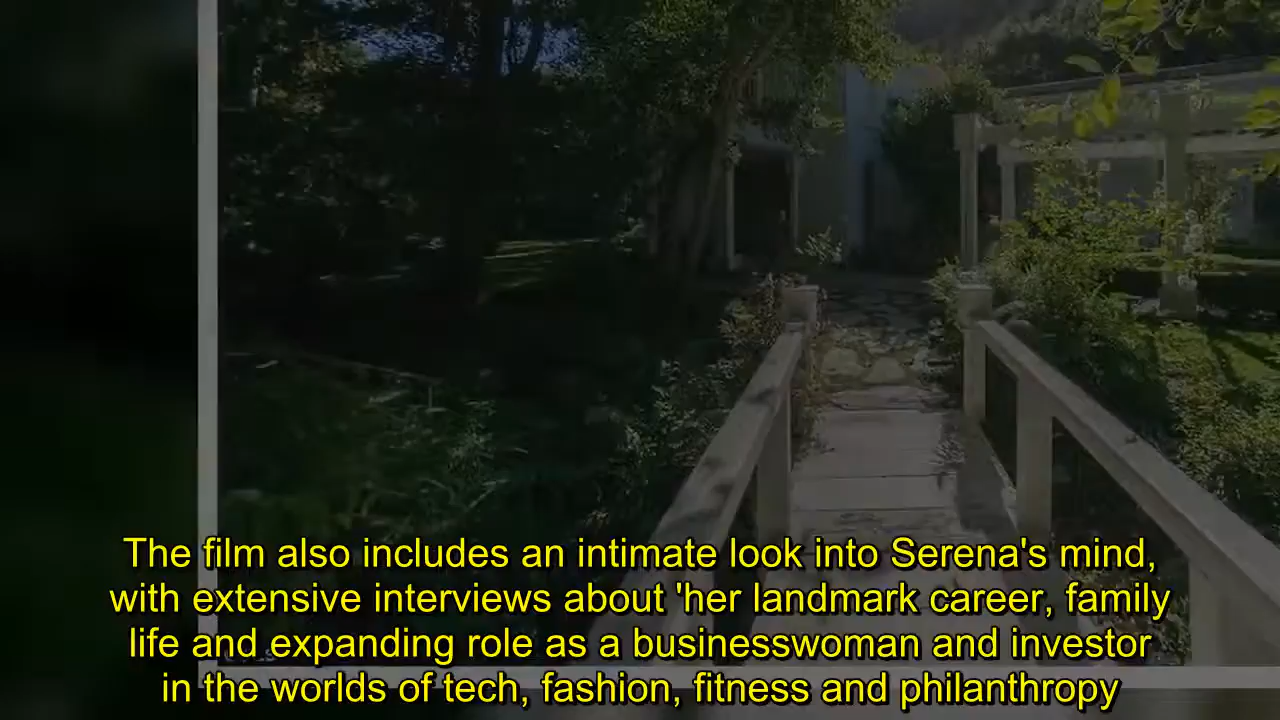 The film also includes an intimate look into Serena's mind,
with extensive interviews about 'her landmark career, family
life and expanding role as a businesswoman and investor
in the worlds of tech, fashion, fitness and philanthropy